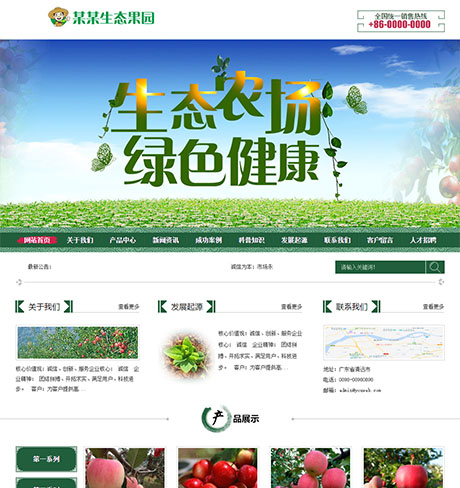 某某生态果园
全国统一销售热线
+86-0000-0000
生态农场
绿色健康
网站首页 关于我们 产品中心 新闻资讯 成功案例 科普知识 发展起源 联系我们 客户留言 人才招聘
最新公告: 诚信为本:市场永
请输入关键词!
关于我们 查看更多
发展起源 查看更多
联系我们 查看更多
核心价值观:诚信、创新、服务企业核心! 诚信 企业精神: 团结拼搏、开拓求实、满足用户、科技进步。 客户:为客户提供高...
核心价值观:诚信、创新、服务企业核心! 诚信 企业精神: 团结拼搏、开拓求实、满足用户、科技进步。 客户:为客户提供高...
地址:广东省清远市
电话:0000-00000000
邮箱:
产品展示
第一系列